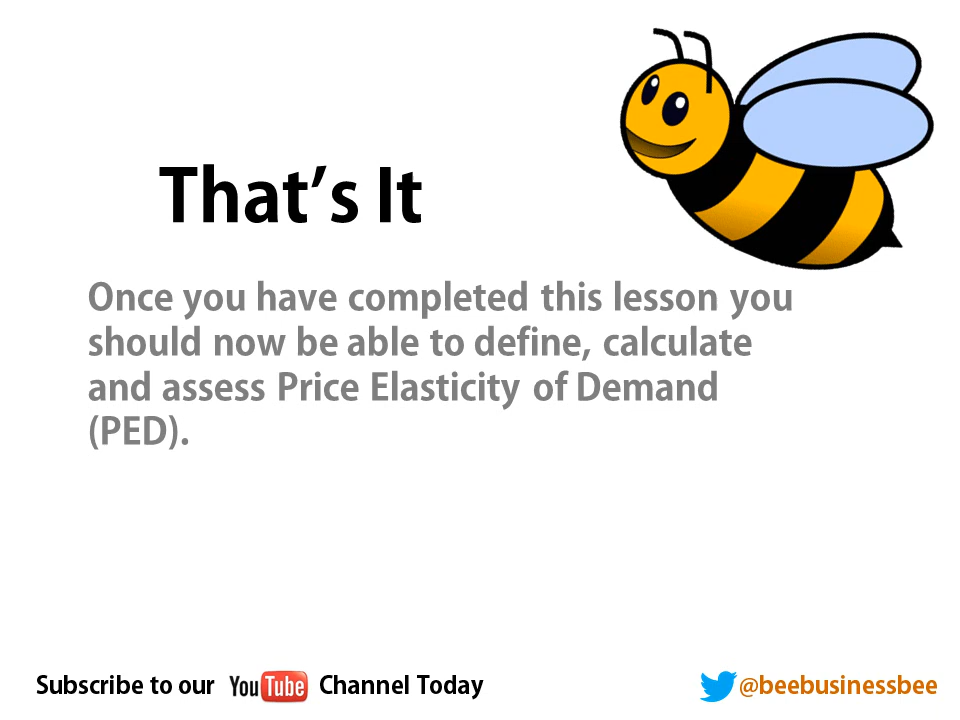 That's It
Once you have completed this lesson you
should now be able to define, calculate
and assess Price Elasticity of Demand
(PED).
Subscribe to our YouTube Channel Today
@beebusinessbee